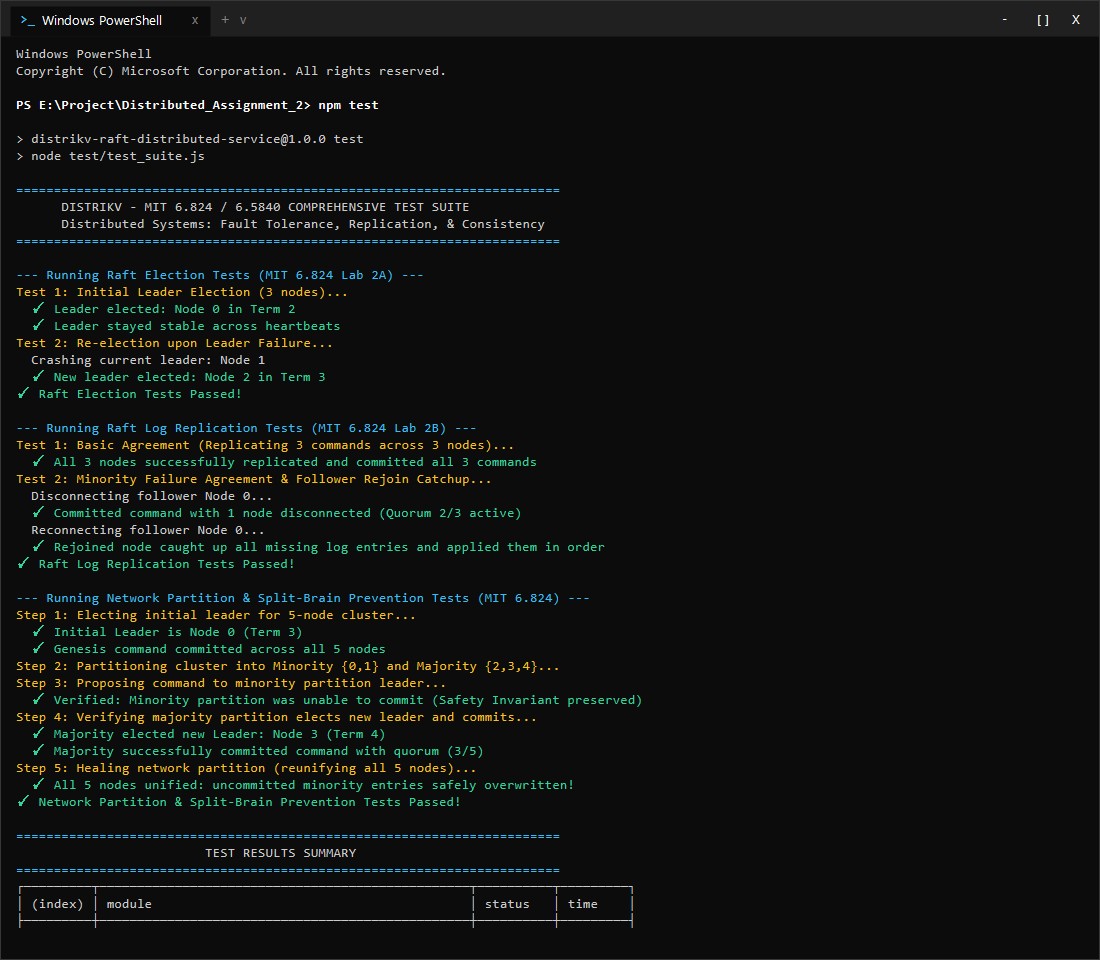 >_ Windows PowerShell x + v - [] X
Windows PowerShell
Copyright (C) Microsoft Corporation. All rights reserved.
PS E:\Project\Distributed_Assignment_2> npm test
> distrikv-raft-distributed-service@1.0.0 test
> node test/test_suite.js
========================================================================
DISTRIKV - MIT 6.824 / 6.5840 COMPREHENSIVE TEST SUITE
Distributed Systems: Fault Tolerance, Replication, & Consistency
========================================================================
--- Running Raft Election Tests (MIT 6.824 Lab 2A) ---
Test 1: Initial Leader Election (3 nodes)...
✓ Leader elected: Node 0 in Term 2
✓ Leader stayed stable across heartbeats
Test 2: Re-election upon Leader Failure...
Crashing current leader: Node 1
✓ New leader elected: Node 2 in Term 3
✓ Raft Election Tests Passed!
--- Running Raft Log Replication Tests (MIT 6.824 Lab 2B) ---
Test 1: Basic Agreement (Replicating 3 commands across 3 nodes)...
✓ All 3 nodes successfully replicated and committed all 3 commands
Test 2: Minority Failure Agreement & Follower Rejoin Catchup...
Disconnecting follower Node 0...
✓ Committed command with 1 node disconnected (Quorum 2/3 active)
Reconnecting follower Node 0...
✓ Rejoined node caught up all missing log entries and applied them in order
✓ Raft Log Replication Tests Passed!
--- Running Network Partition & Split-Brain Prevention Tests (MIT 6.824) ---
Step 1: Electing initial leader for 5-node cluster...
✓ Initial Leader is Node 0 (Term 3)
✓ Genesis command committed across all 5 nodes
Step 2: Partitioning cluster into Minority {0,1} and Majority {2,3,4}...
Step 3: Proposing command to minority partition leader...
✓ Verified: Minority partition was unable to commit (Safety Invariant preserved)
Step 4: Verifying majority partition elects new leader and commits...
✓ Majority elected new Leader: Node 3 (Term 4)
✓ Majority successfully committed command with quorum (3/5)
Step 5: Healing network partition (reunifying all 5 nodes)...
✓ All 5 nodes unified: uncommitted minority entries safely overwritten!
✓ Network Partition & Split-Brain Prevention Tests Passed!
========================================================================
TEST RESULTS SUMMARY
========================================================================
│ (index) │ module │ status │ time │